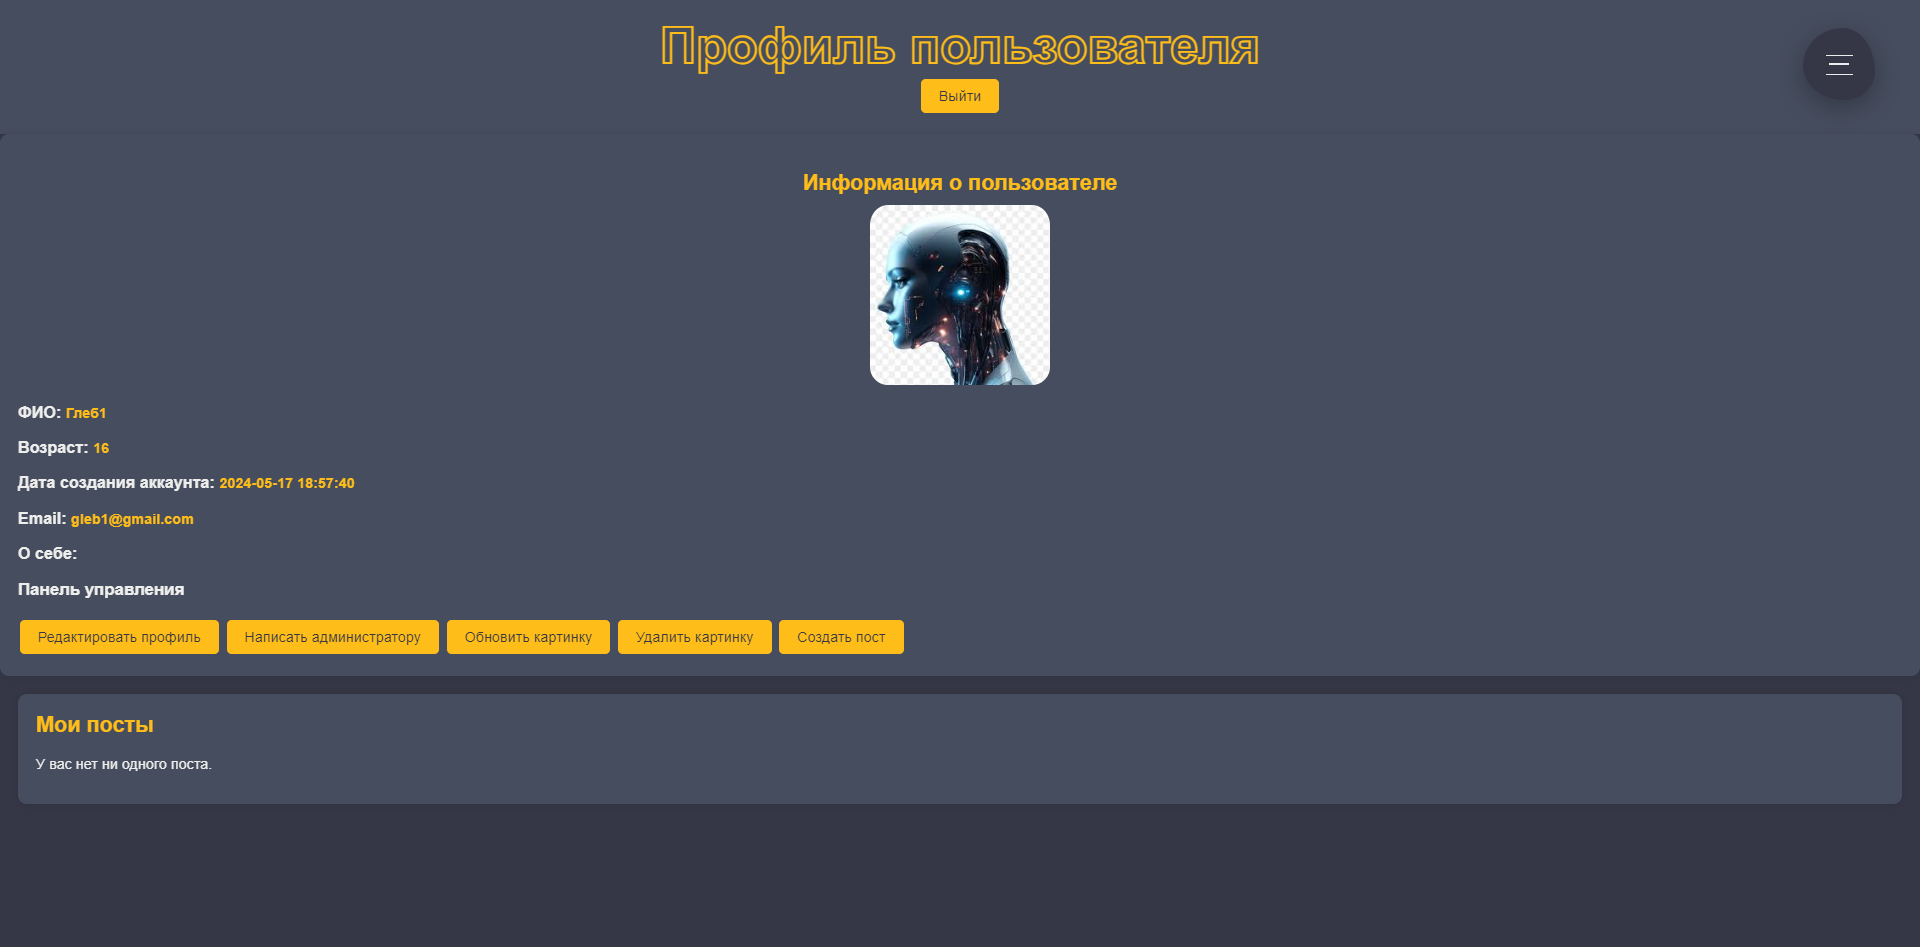 Профиль пользователя
Выйти
Информация о пользователе
ФИО: Глеб1
Возраст: 16
Дата создания аккаунта: 2024-05-17 18:57:40
Email: gleb1@gmail.com
О себе:
Панель управления
Редактировать профиль Написать администратору Обновить картинку Удалить картинку Создать пост
Мои посты
У вас нет ни одного поста.